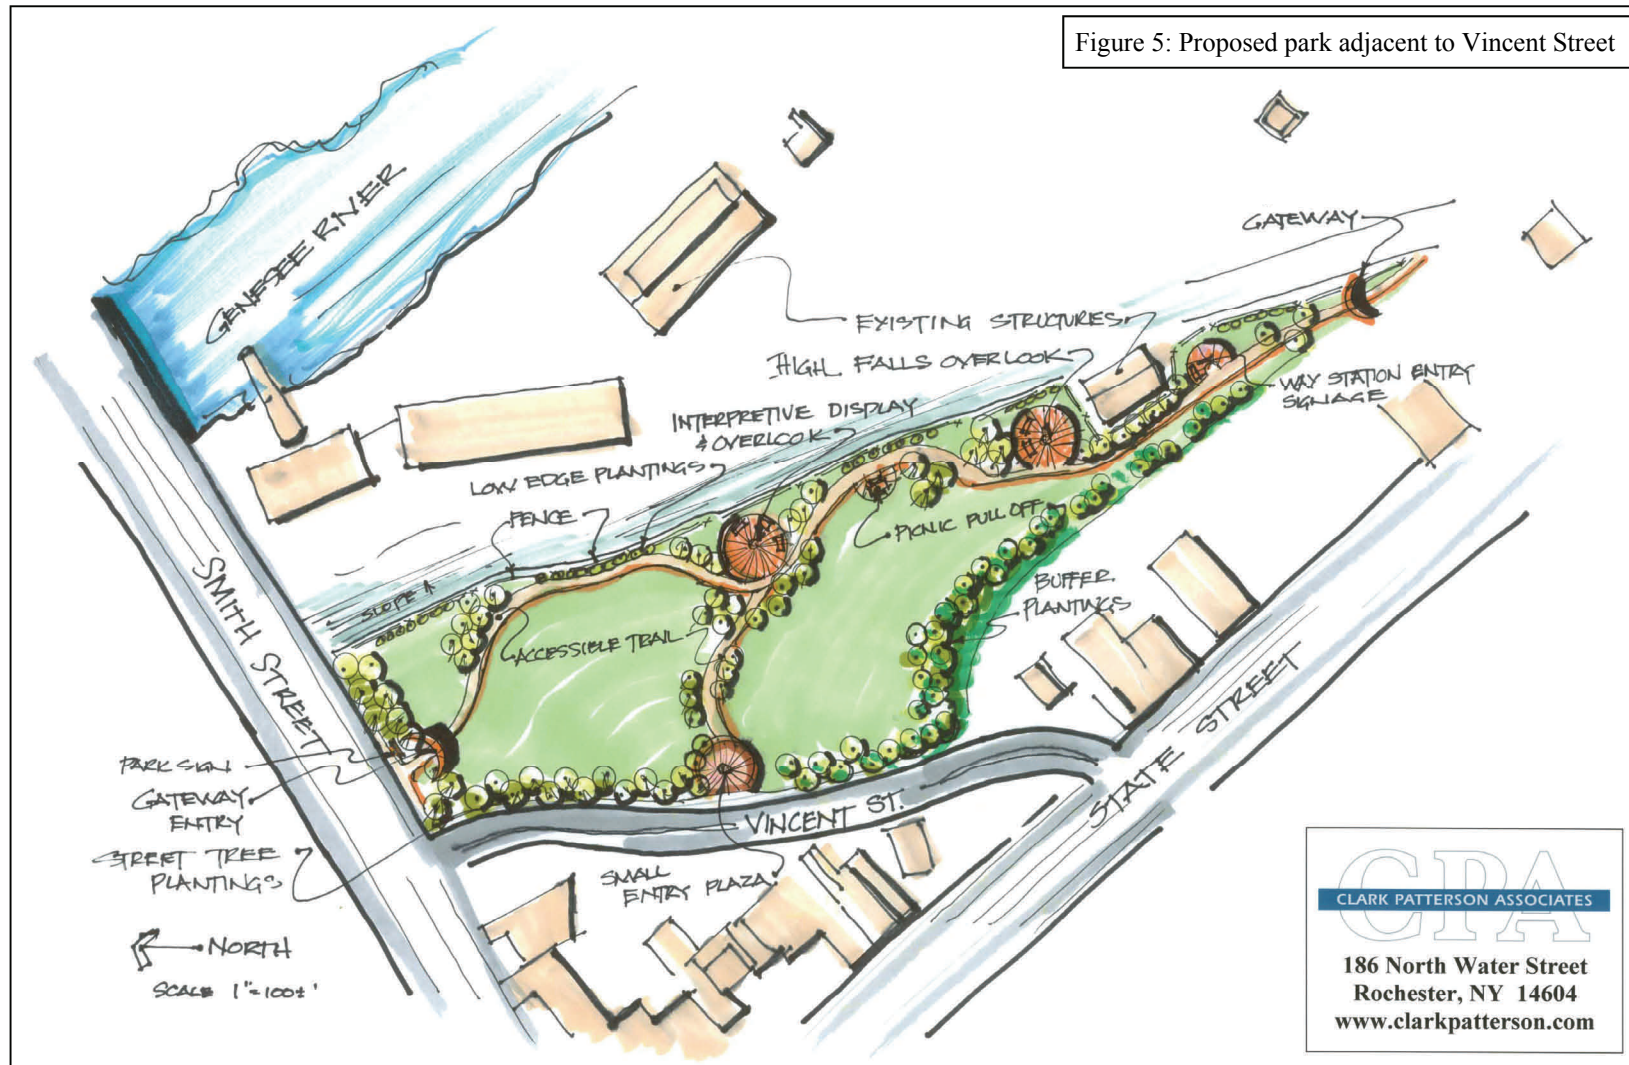 Figure 5: Proposed park adjacent to Vincent Street
GENESEE RIVER
GATEWAY
EXISTING STRUCTURES
HIGH FALLS OVERLOOK
WAY STATION ENTRY
SIGNAGE
INTERPRETIVE DISPLAY
& OVERLOOK
LOW EDGE PLANTINGS
FENCE
PICNIC PULL OFF
SLOPE
BUFFER
PLANTINGS
ACCESSIBLE TRAIL
SMITH STREET
STATE STREET
PARK SIGN
GATEWAY
ENTRY
STREET TREE
PLANTINGS
VINCENT ST.
SMALL
ENTRY PLAZA
NORTH
SCALE 1"=100±'
CPA
CLARK PATTERSON ASSOCIATES
186 North Water Street
Rochester, NY 14604
www.clarkpatterson.com